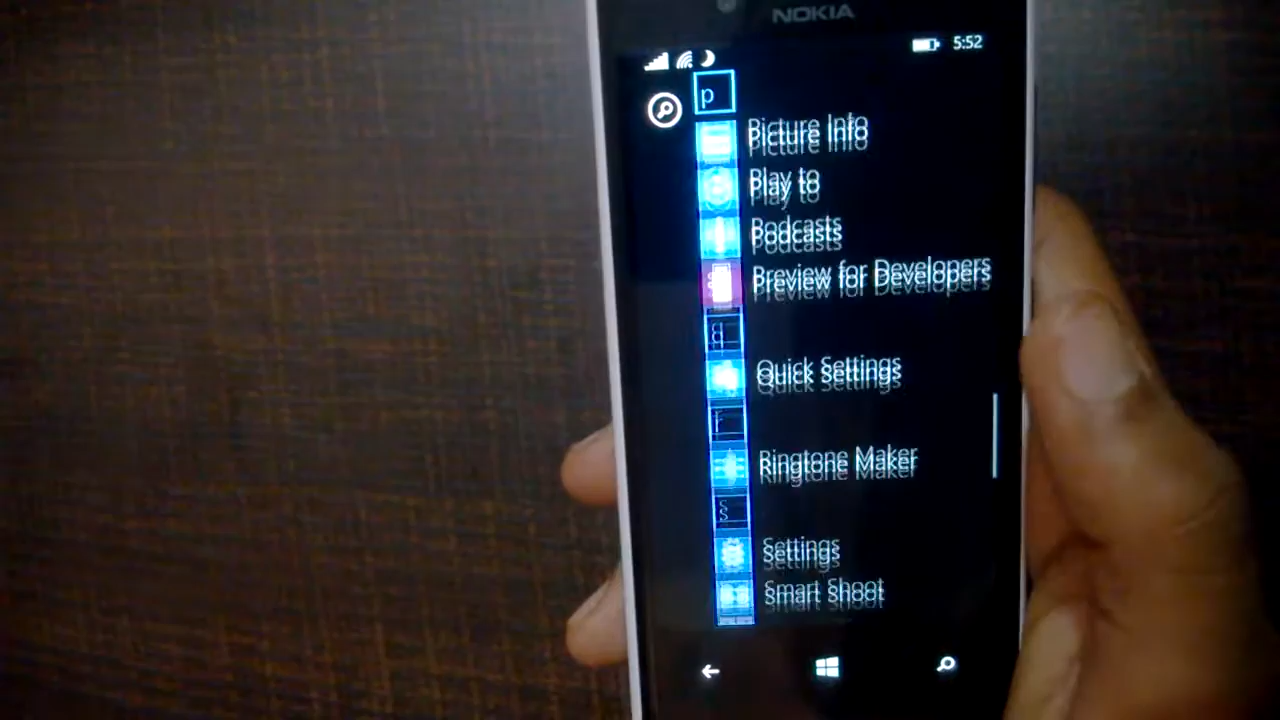 NOKIA
5:52
p
Picture Info
Play to
Podcasts
Preview for Developers
q
Quick Settings
r
Ringtone Maker
s
Settings
Smart Shoot